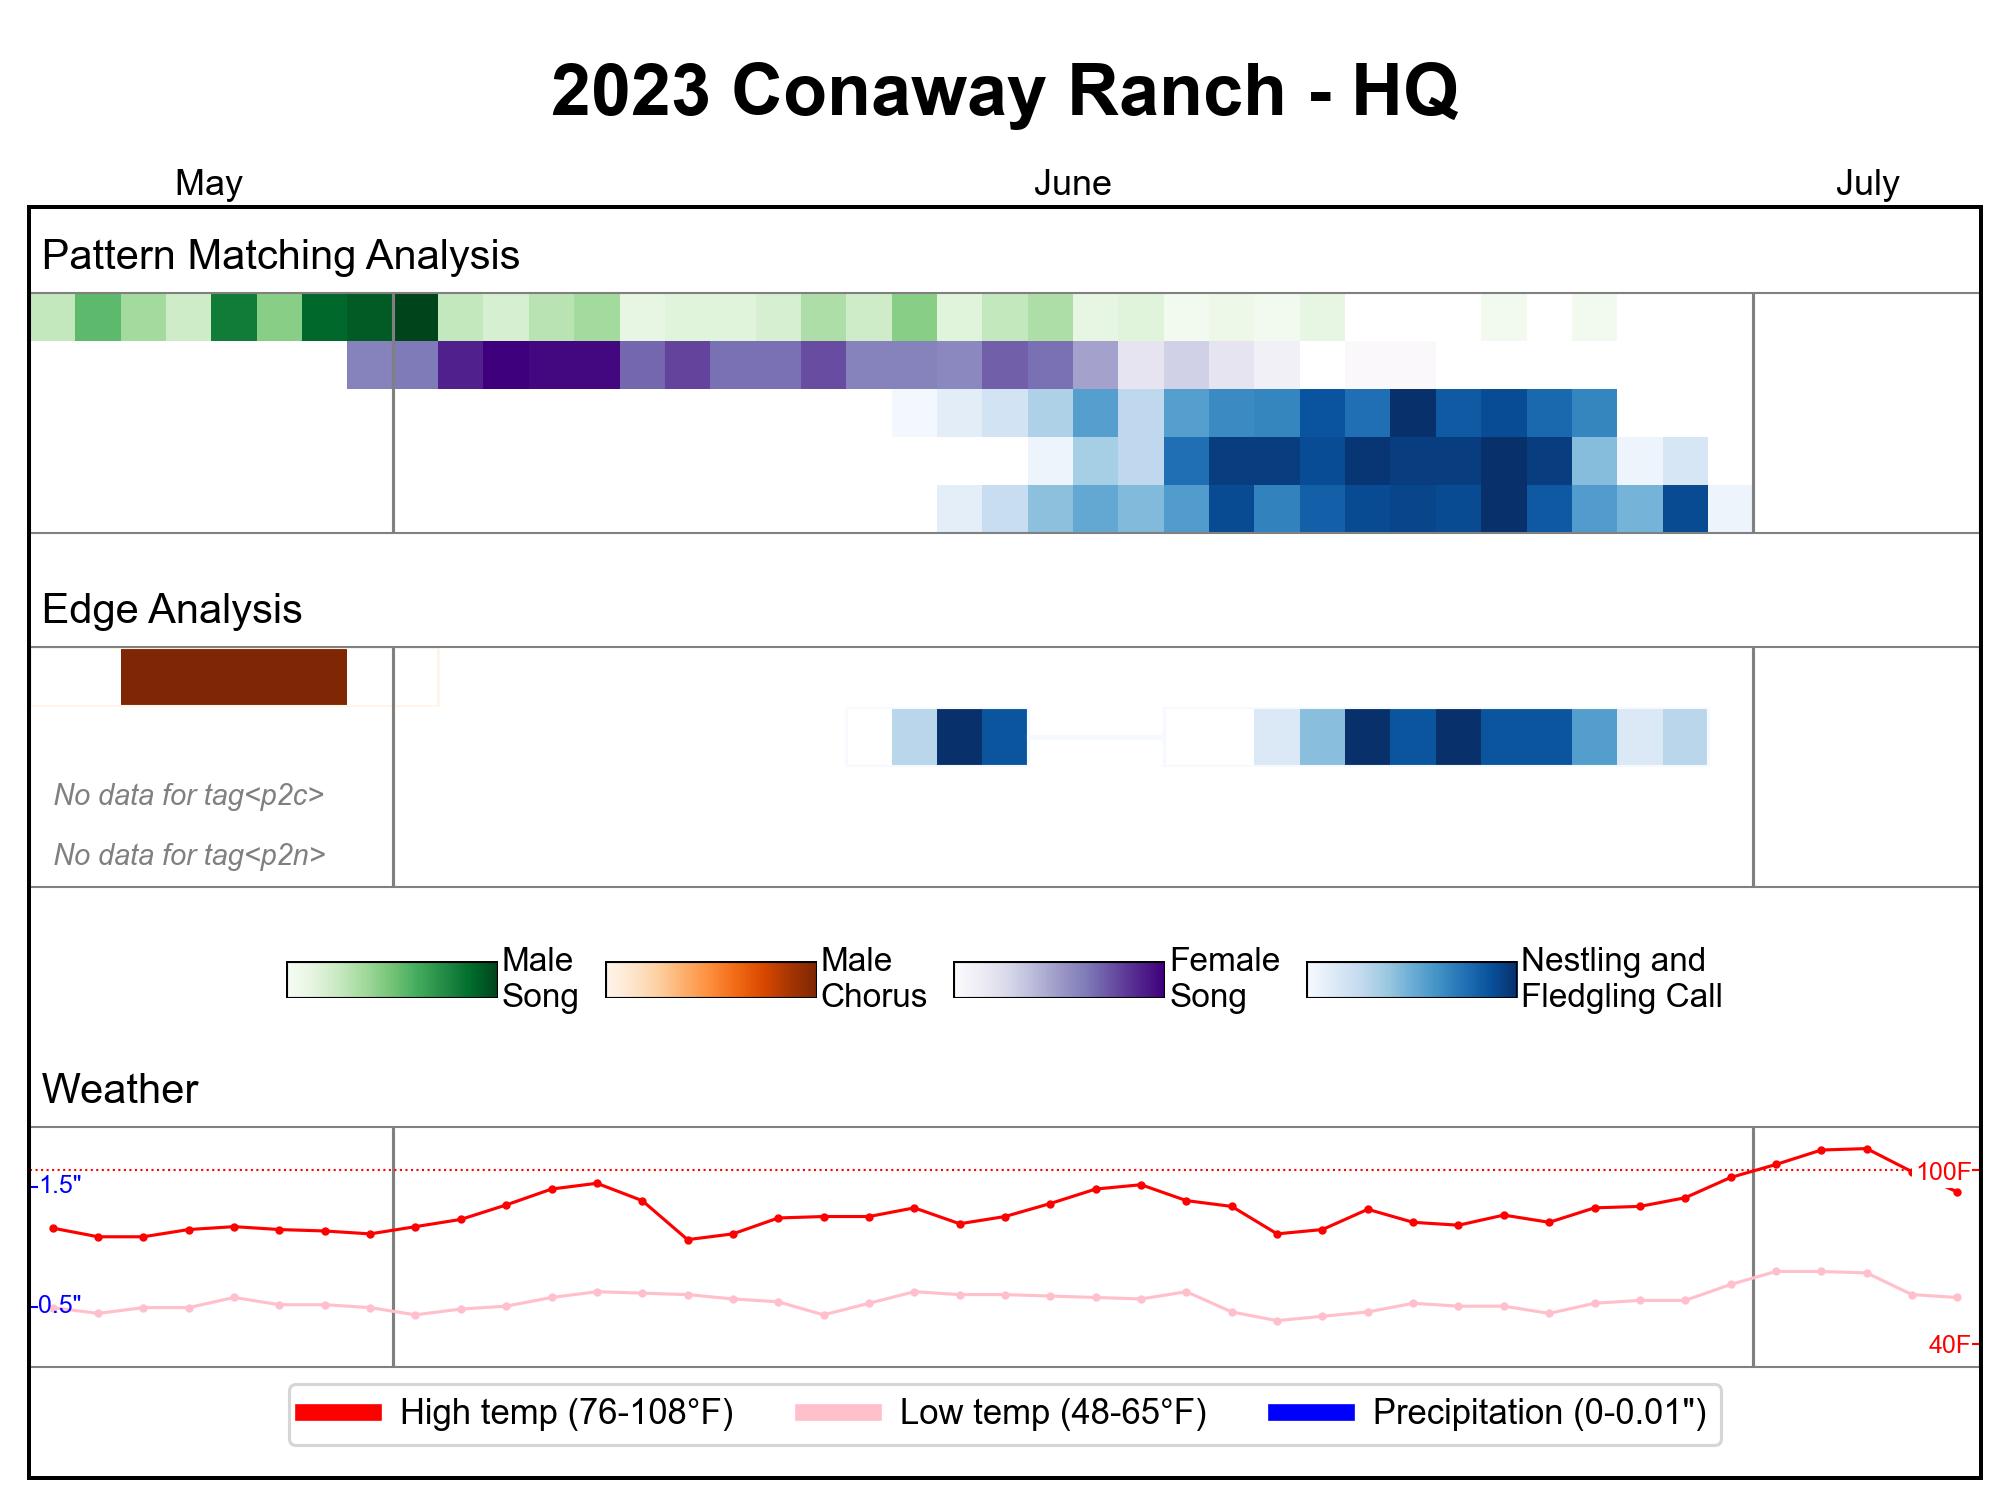 2023 Conaway Ranch - HQ
May June July
Pattern Matching Analysis
Edge Analysis
No data for tag<p2c>
No data for tag<p2n>
Male Song
Male Chorus
Female Song
Nestling and Fledgling Call
Weather
1.5"
100F
0.5"
40F
High temp (76-108°F) Low temp (48-65°F) Precipitation (0-0.01")